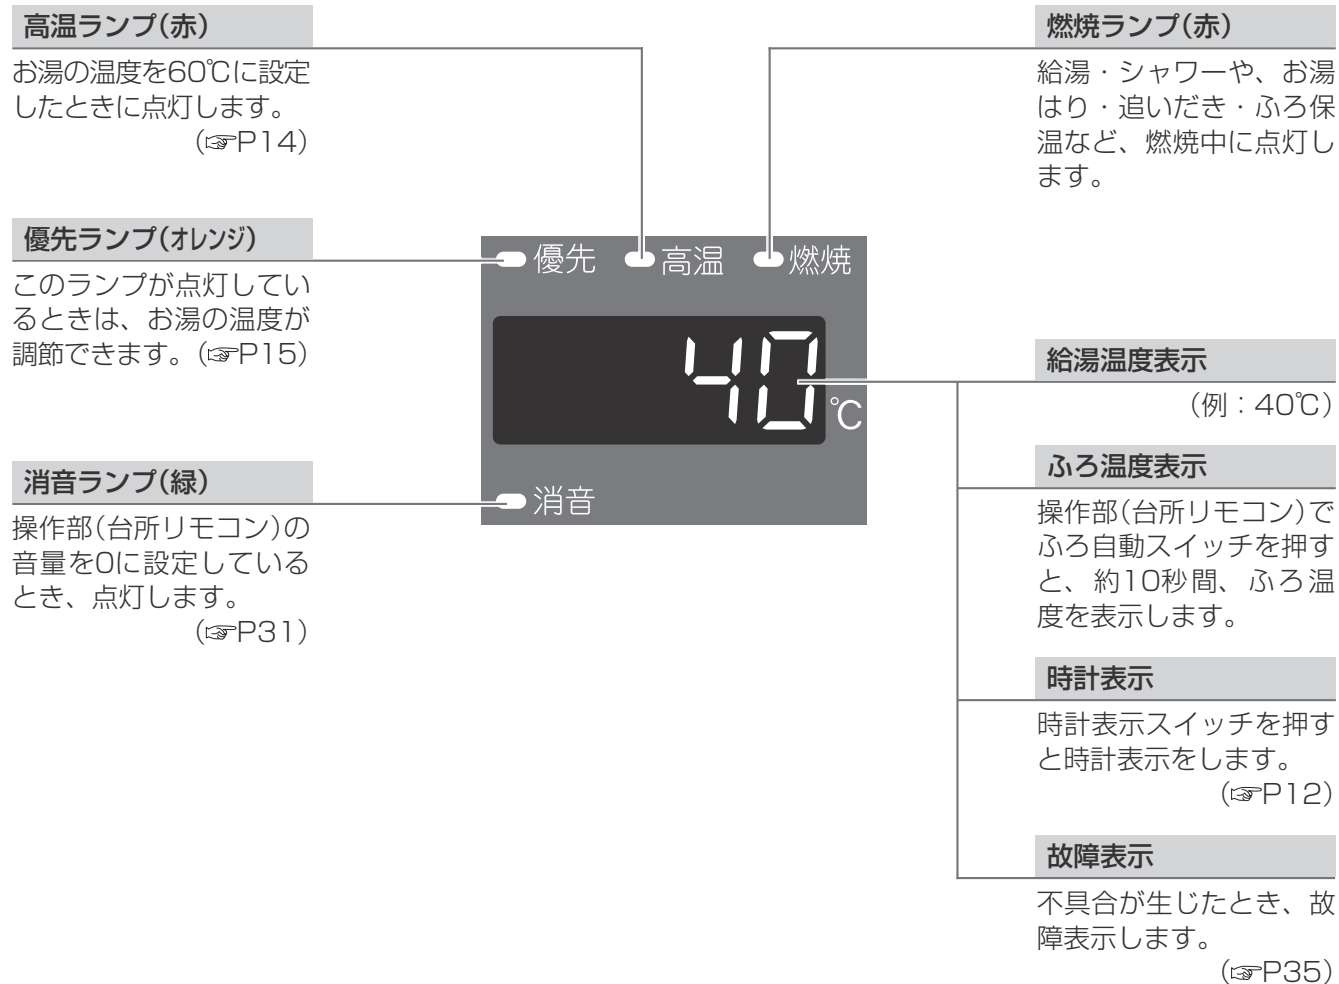 高温ランプ(赤)
お湯の温度を60℃に設定
したときに点灯します。
(☞P14)
優先ランプ(オレンジ)
このランプが点灯してい
るときは、お湯の温度が
調節できます。(☞P15)
消音ランプ(緑)
操作部(台所リモコン)の
音量を0に設定している
とき、点灯します。
(☞P31)
優先 高温 燃焼
40
℃
消音
燃焼ランプ(赤)
給湯・シャワーや、お湯
はり・追いだき・ふろ保
温など、燃焼中に点灯し
ます。
給湯温度表示
(例：40℃)
ふろ温度表示
操作部(台所リモコン)で
ふろ自動スイッチを押す
と、約10秒間、ふろ温
度を表示します。
時計表示
時計表示スイッチを押す
と時計表示をします。
(☞P12)
故障表示
不具合が生じたとき、故
障表示します。
(☞P35)